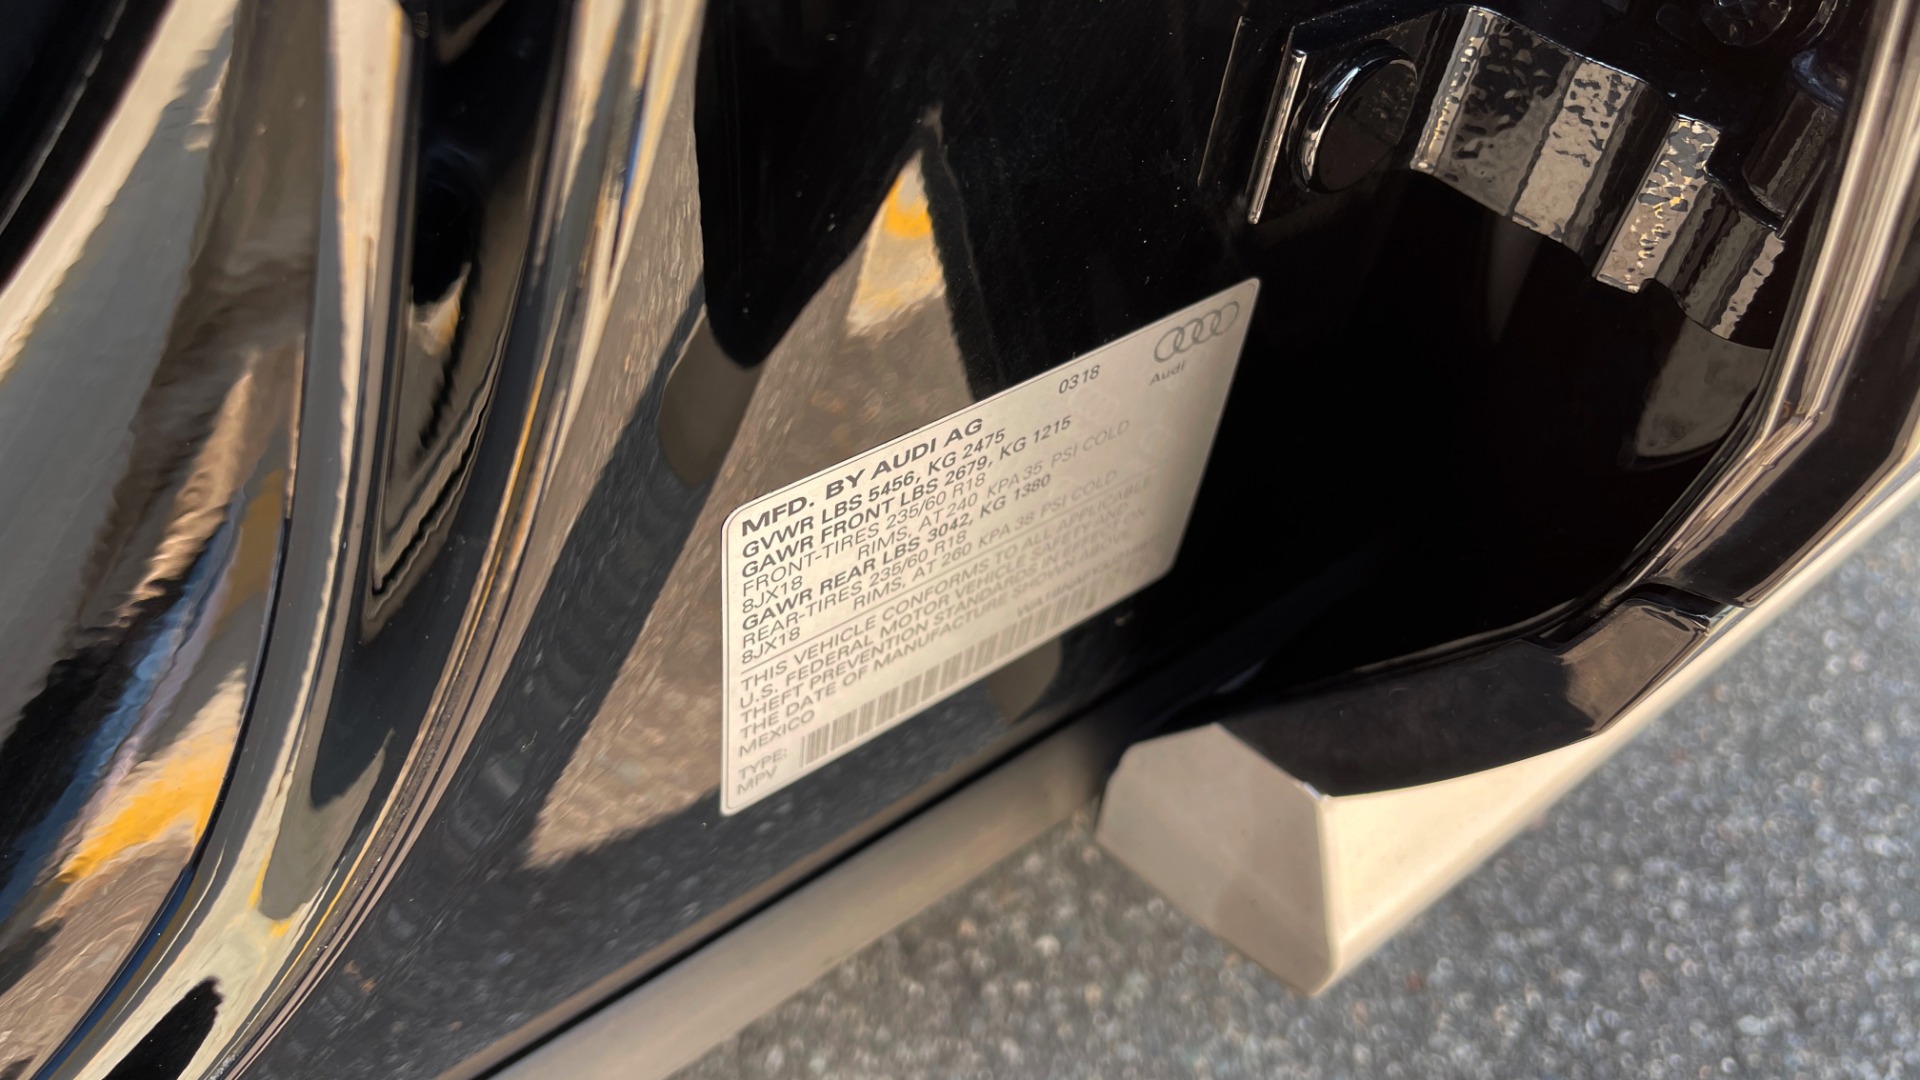 MFD. BY AUDI AG 0318
Audi
GVWR LBS 5456, KG 2475
GAWR FRONT LBS 2679, KG 1215
FRONT-TIRES 235/60 R18
8JX18 RIMS, AT 240 KPA 35 PSI COLD
GAWR REAR LBS 3042, KG 1380
REAR-TIRES 235/60 R18
8JX18 RIMS, AT 260 KPA 38 PSI COLD
THIS VEHICLE CONFORMS TO ALL APPLICABLE
U.S. FEDERAL MOTOR VEHICLE SAFETY AND
THEFT PREVENTION STANDARDS IN EFFECT ON
THE DATE OF MANUFACTURE SHOWN ABOVE.
MEXICO
TYPE:
MPV